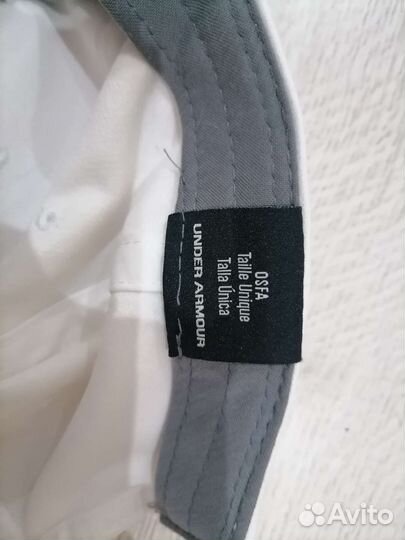 OSFA
Taille Unique
Talla Única
UNDER ARMOUR
Avito